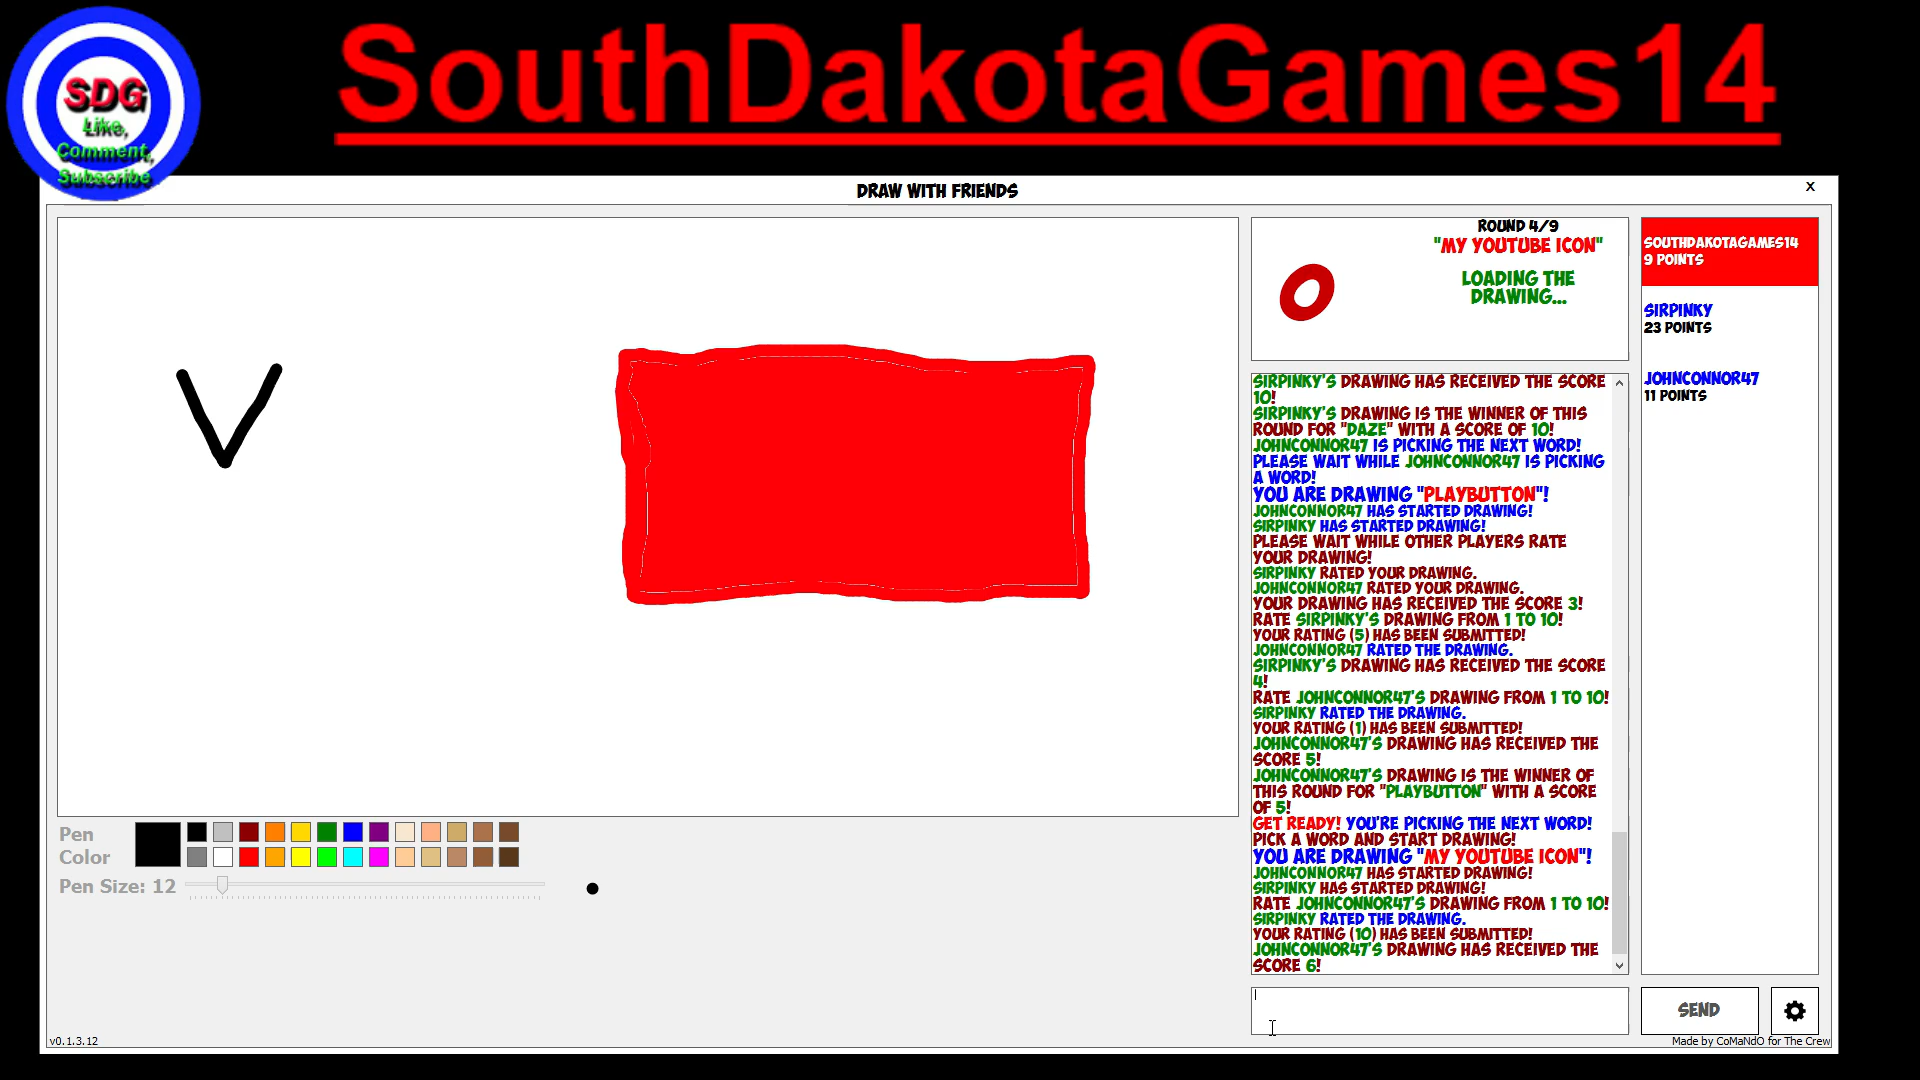 SouthDakotaGames14
SDG
Like,
Comment,
Subscribe
DRAW WITH FRIENDS
X
V
ROUND 4/9
"MY YOUTUBE ICON"
LOADING THE
DRAWING...
SOUTHDAKOTAGAMES14
9 POINTS
SIRPINKY
23 POINTS
JOHNCONNOR47
11 POINTS
SIRPINKY'S DRAWING HAS RECEIVED THE SCORE
10!
SIRPINKY'S DRAWING IS THE WINNER OF THIS
ROUND FOR "DAZE" WITH A SCORE OF 10!
JOHNCONNOR47 IS PICKING THE NEXT WORD!
PLEASE WAIT WHILE JOHNCONNOR47 IS PICKING
A WORD!
YOU ARE DRAWING "PLAYBUTTON"!
JOHNCONNOR47 HAS STARTED DRAWING!
SIRPINKY HAS STARTED DRAWING!
PLEASE WAIT WHILE OTHER PLAYERS RATE
YOUR DRAWING!
SIRPINKY RATED YOUR DRAWING.
JOHNCONNOR47 RATED YOUR DRAWING.
YOUR DRAWING HAS RECEIVED THE SCORE 3!
RATE SIRPINKY'S DRAWING FROM 1 TO 10!
YOUR RATING (5) HAS BEEN SUBMITTED!
JOHNCONNOR47 RATED THE DRAWING.
SIRPINKY'S DRAWING HAS RECEIVED THE SCORE
4!
RATE JOHNCONNOR47'S DRAWING FROM 1 TO 10!
SIRPINKY RATED THE DRAWING.
YOUR RATING (1) HAS BEEN SUBMITTED!
JOHNCONNOR47'S DRAWING HAS RECEIVED THE
SCORE 5!
JOHNCONNOR47'S DRAWING IS THE WINNER OF
THIS ROUND FOR "PLAYBUTTON" WITH A SCORE
OF 5!
GET READY! YOU'RE PICKING THE NEXT WORD!
PICK A WORD AND START DRAWING!
YOU ARE DRAWING "MY YOUTUBE ICON"!
JOHNCONNOR47 HAS STARTED DRAWING!
SIRPINKY HAS STARTED DRAWING!
RATE JOHNCONNOR47'S DRAWING FROM 1 TO 10!
SIRPINKY RATED THE DRAWING.
YOUR RATING (10) HAS BEEN SUBMITTED!
JOHNCONNOR47'S DRAWING HAS RECEIVED THE
SCORE 6!
Pen
Color
Pen Size: 12
SEND
v0.1.3.12
Made by CoMaNdO for The Crew